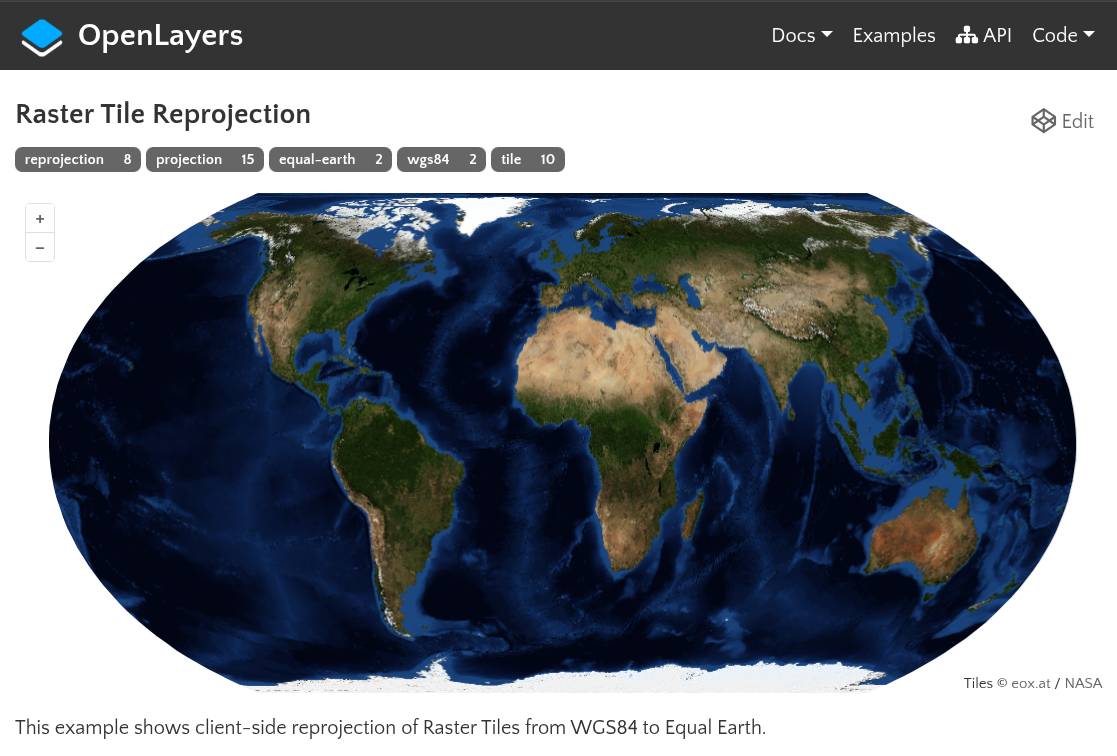 OpenLayers Docs Examples API Code
Raster Tile Reprojection
Edit
reprojection 8 projection 15 equal-earth 2 wgs84 2 tile 10
+
−
Tiles © eox.at / NASA
This example shows client-side reprojection of Raster Tiles from WGS84 to Equal Earth.